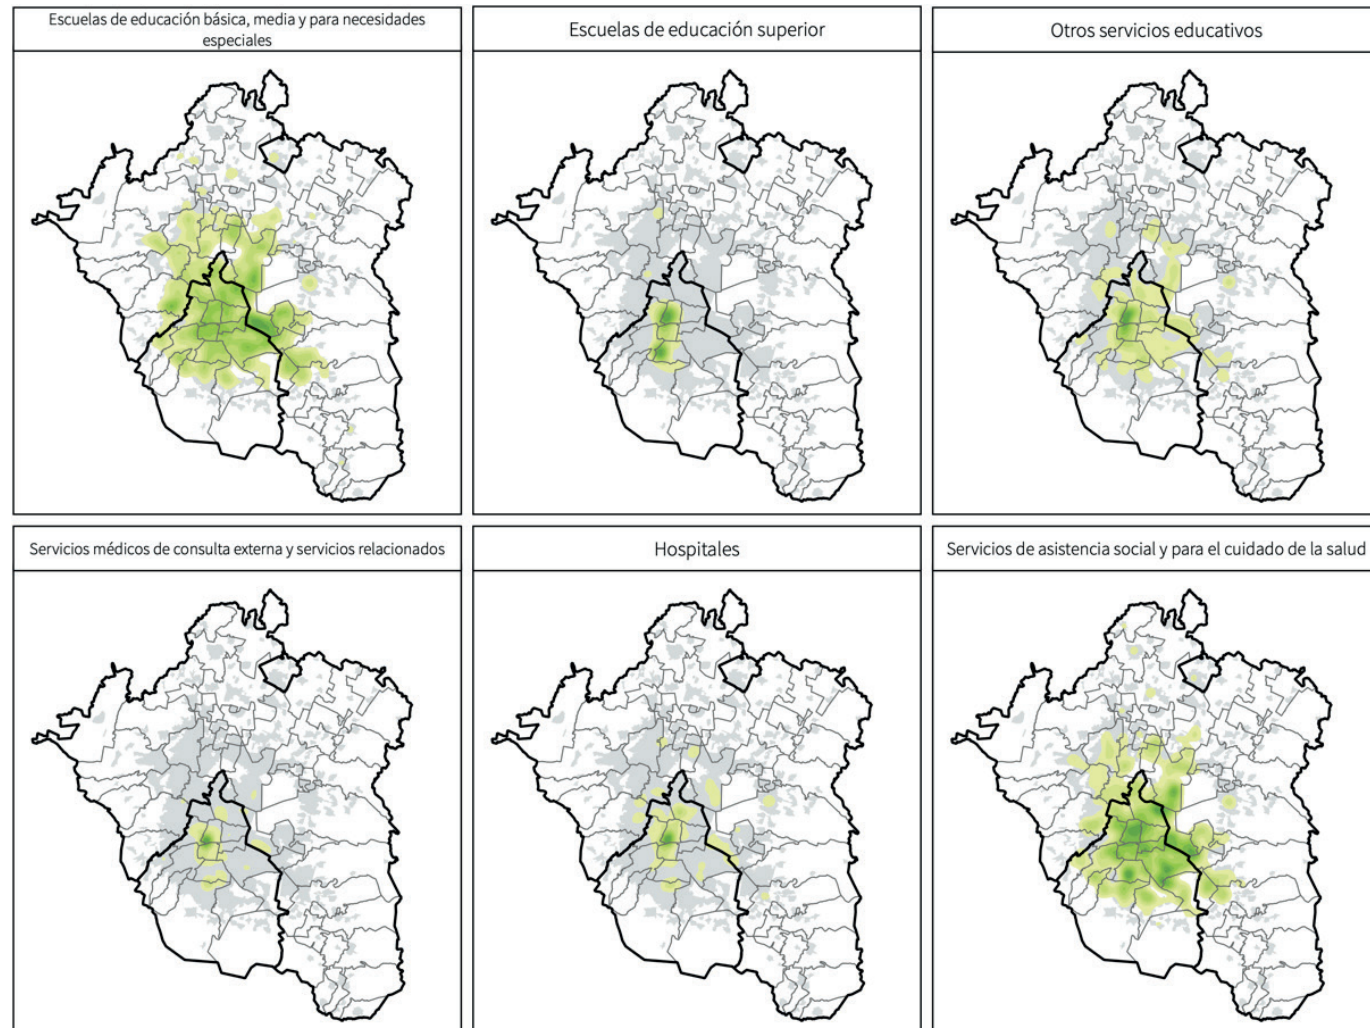 Escuelas de educación básica, media y para necesidades
especiales
Escuelas de educación superior
Otros servicios educativos
Servicios médicos de consulta externa y servicios relacionados
Hospitales
Servicios de asistencia social y para el cuidado de la salud